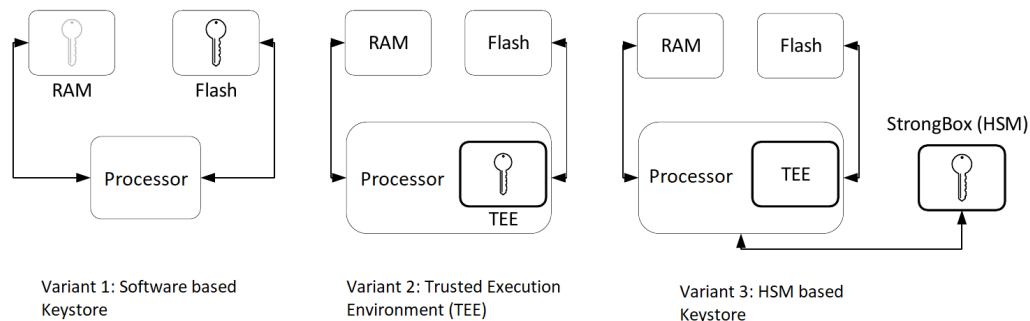 RAM
Flash
Processor
Variant 1: Software based
Keystore
RAM
Flash
Processor
TEE
Variant 2: Trusted Execution
Environment (TEE)
RAM
Flash
StrongBox (HSM)
Processor
TEE
Variant 3: HSM based
Keystore